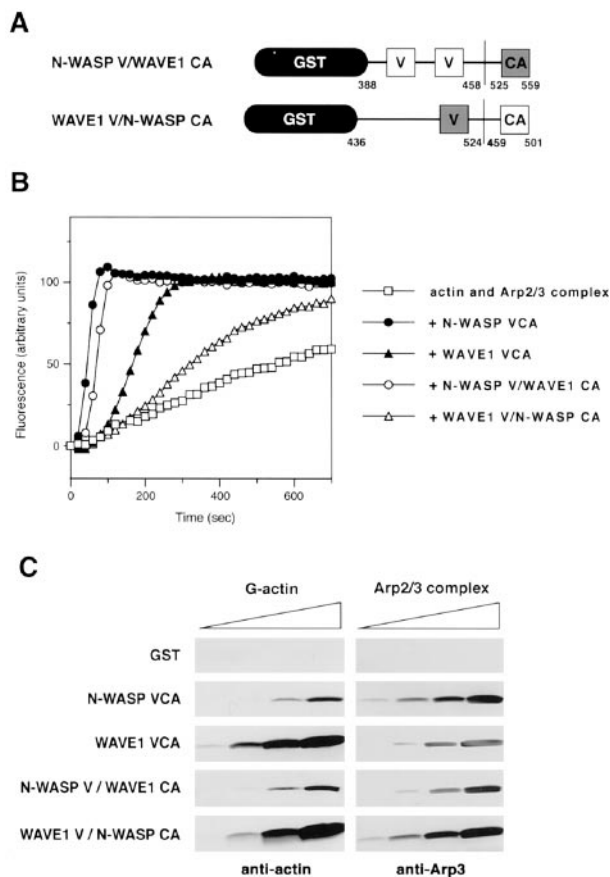 A
N-WASP V/WAVE1 CA
GST
V
V
CA
388
458
525
559
WAVE1 V/N-WASP CA
GST
V
CA
436
524
459
501
B
Fluorescence (arbitrary units)
100
50
0
0
200
400
600
Time (sec)
actin and Arp2/3 complex
+ N-WASP VCA
+ WAVE1 VCA
+ N-WASP V/WAVE1 CA
+ WAVE1 V/N-WASP CA
C
G-actin
Arp2/3 complex
GST
N-WASP VCA
WAVE1 VCA
N-WASP V / WAVE1 CA
WAVE1 V / N-WASP CA
anti-actin
anti-Arp3